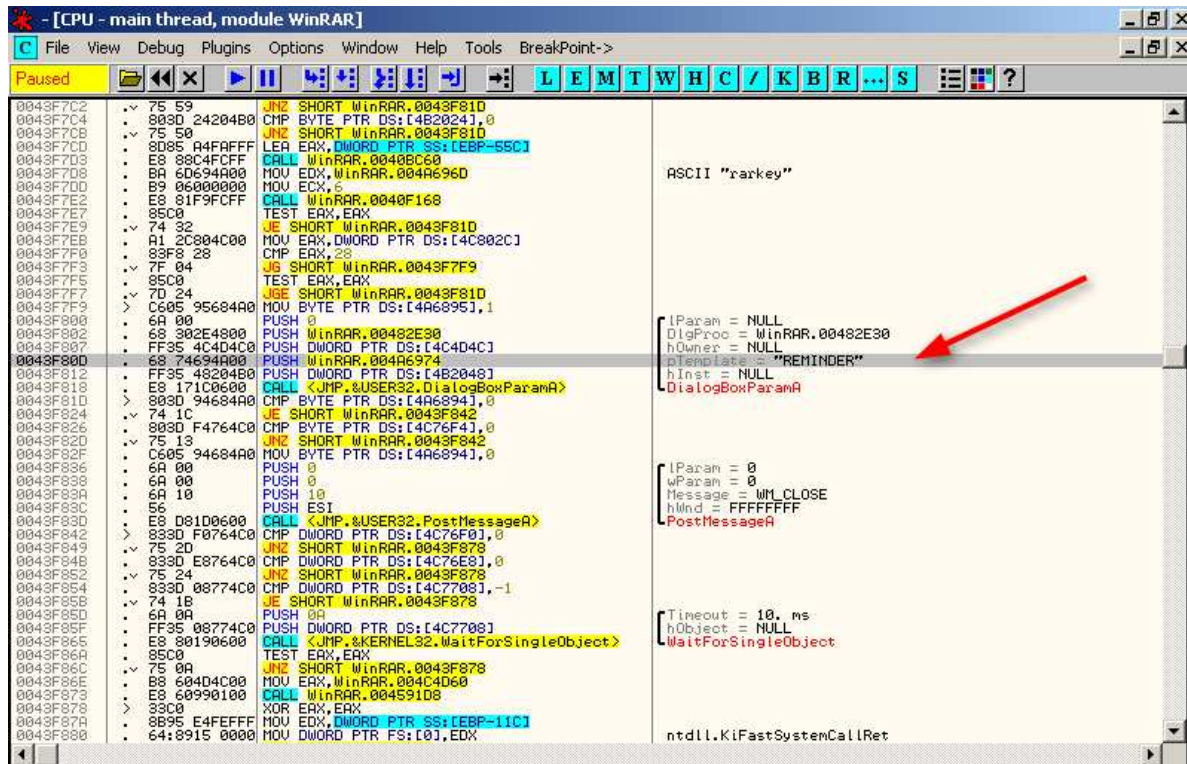 - [CPU - main thread, module WinRAR]
C File View Debug Plugins Options Window Help Tools BreakPoint->
Paused L E M T W H C / K B R ... S ?
0043F7C2 .v 75 59 JNZ SHORT WinRAR.0043F81D
0043F7C4 . 803D 24204B0 CMP BYTE PTR DS:[4B2024],0
0043F7CB .v 75 50 JNZ SHORT WinRAR.0043F81D
0043F7CD . 8D85 A4FAFFF LEA EAX,DWORD PTR SS:[EBP-55C]
0043F7D3 . E8 88C4FCFF CALL WinRAR.0040BC60
0043F7D8 . BA 6D694A00 MOV EDX,WinRAR.004A696D ASCII "rarkey"
0043F7DD . B9 06000000 MOV ECX,6
0043F7E2 . E8 81F9FCFF CALL WinRAR.0040F168
0043F7E7 . 85C0 TEST EAX,EAX
0043F7E9 .v 74 32 JE SHORT WinRAR.0043F81D
0043F7EB . A1 2C804C00 MOV EAX,DWORD PTR DS:[4C802C]
0043F7F0 . 83F8 28 CMP EAX,28
0043F7F3 .v 7F 04 JG SHORT WinRAR.0043F7F9
0043F7F5 . 85C0 TEST EAX,EAX
0043F7F7 .v 7D 24 JGE SHORT WinRAR.0043F81D
0043F7F9 > C605 95684A0 MOV BYTE PTR DS:[4A6895],1
0043F800 . 6A 00 PUSH 0 lParam = NULL
0043F802 . 68 302E4800 PUSH WinRAR.00482E30 DlgProc = WinRAR.00482E30
0043F807 . FF35 4C4D4C0 PUSH DWORD PTR DS:[4C4D4C] hOwner = NULL
0043F80D . 68 74694A00 PUSH WinRAR.004A6974 pTemplate = "REMINDER"
0043F812 . FF35 48204B0 PUSH DWORD PTR DS:[4B2048] hInst = NULL
0043F818 . E8 171C0600 CALL <JMP.&USER32.DialogBoxParamA> DialogBoxParamA
0043F81D > 803D 94684A0 CMP BYTE PTR DS:[4A6894],0
0043F824 .v 74 1C JE SHORT WinRAR.0043F842
0043F826 . 803D F4764C0 CMP BYTE PTR DS:[4C76F4],0
0043F82D .v 75 13 JNZ SHORT WinRAR.0043F842
0043F82F . C605 94684A0 MOV BYTE PTR DS:[4A6894],0
0043F836 . 6A 00 PUSH 0 lParam = 0
0043F838 . 6A 00 PUSH 0 wParam = 0
0043F83A . 6A 10 PUSH 10 Message = WM_CLOSE
0043F83C . 56 PUSH ESI hWnd = FFFFFFFF
0043F83D . E8 D81D0600 CALL <JMP.&USER32.PostMessageA> PostMessageA
0043F842 > 833D F0764C0 CMP DWORD PTR DS:[4C76F0],0
0043F849 .v 75 2D JNZ SHORT WinRAR.0043F878
0043F84B . 833D E8764C0 CMP DWORD PTR DS:[4C76E8],0
0043F852 .v 75 24 JNZ SHORT WinRAR.0043F878
0043F854 . 833D 08774C0 CMP DWORD PTR DS:[4C7708],-1
0043F85B .v 74 1B JE SHORT WinRAR.0043F878
0043F85D . 6A 0A PUSH 0A Timeout = 10. ms
0043F85F . FF35 08774C0 PUSH DWORD PTR DS:[4C7708] hObject = NULL
0043F865 . E8 80190600 CALL <JMP.&KERNEL32.WaitForSingleObject> WaitForSingleObject
0043F86A . 85C0 TEST EAX,EAX
0043F86C .v 75 0A JNZ SHORT WinRAR.0043F878
0043F86E . B8 604D4C00 MOV EAX,WinRAR.004C4D60
0043F873 . E8 60990100 CALL WinRAR.004591D8
0043F878 > 33C0 XOR EAX,EAX
0043F87A . 8B95 E4FEFFF MOV EDX,DWORD PTR SS:[EBP-11C]
0043F880 . 64:8915 0000 MOV DWORD PTR FS:[0],EDX ntdll.KiFastSystemCallRet